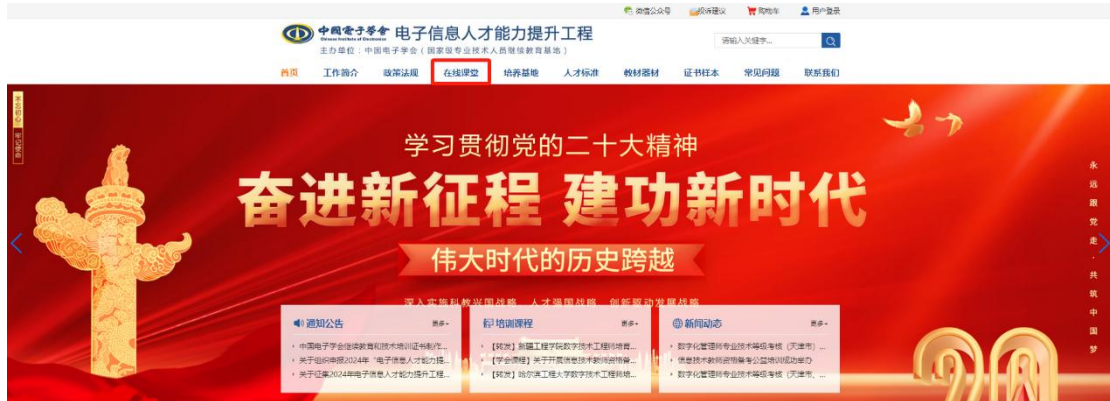 微信公众号 投诉建议 购物车 用户登录
中国电子学会 电子信息人才能力提升工程
Chinese Institute of Electronics
主办单位：中国电子学会（国家级专业技术人员继续教育基地）
请输入关键字...
首页 工作简介 政策法规 在线课堂 培养基地 人才标准 教材器材 证书样本 常见问题 联系我们
不忘初心 牢记使命
学习贯彻党的二十大精神
奋进新征程 建功新时代
伟大时代的历史跨越
深入实施科教兴国战略 人才强国战略 创新驱动发展战略
永远跟党走·共筑中国梦
通知公告 更多+
· 中国电子学会继续教育和技术培训证书制作...
· 关于组织申报2024年“电子信息人才能力提...
· 关于征集2024年电子信息人才能力提升工程...
培训课程 更多+
· 【转发】新疆工程学院数字技术工程师培育...
· 【学会课程】关于开展信息技术教师资格备...
· 【转发】哈尔滨工程大学数字技术工程师培...
新闻动态 更多+
· 数字化管理师专业技术等级考核（天津市）...
· 信息技术教师资格备考公益培训成功举办
· 数字化管理师专业技术等级考核（天津市、...